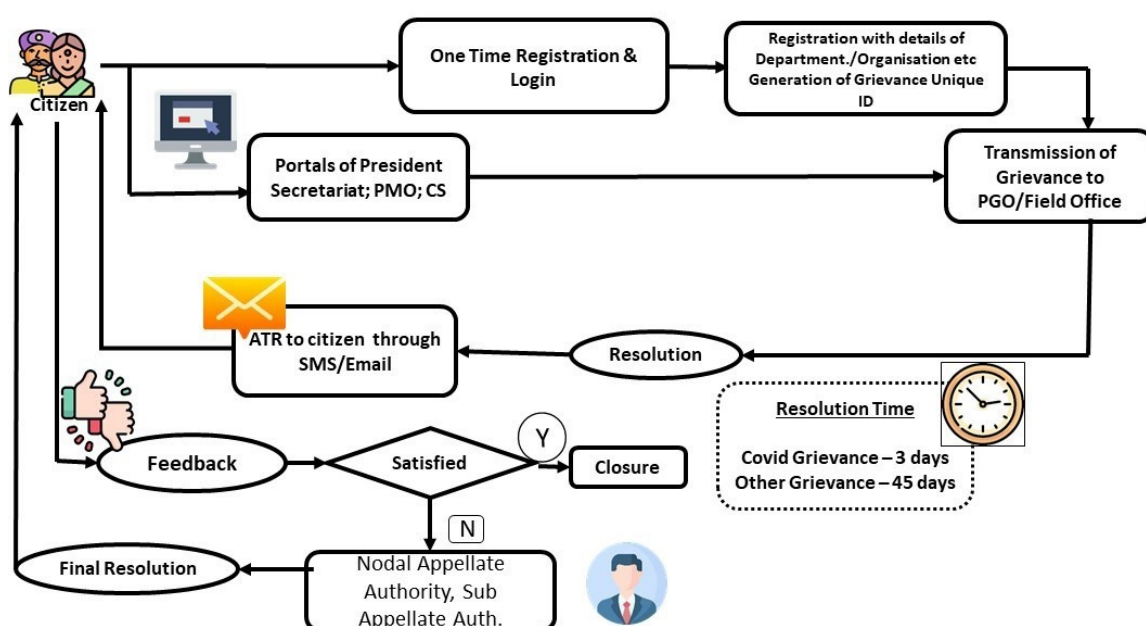 Citizen
One Time Registration &
Login
Registration with details of
Department./Organisation etc
Generation of Grievance Unique
ID
Portals of President
Secretariat; PMO; CS
Transmission of
Grievance to
PGO/Field Office
ATR to citizen through
SMS/Email
Resolution
Resolution Time
Covid Grievance – 3 days
Other Grievance – 45 days
Feedback
Satisfied
Y
Closure
N
Final Resolution
Nodal Appellate
Authority, Sub
Appellate Auth.